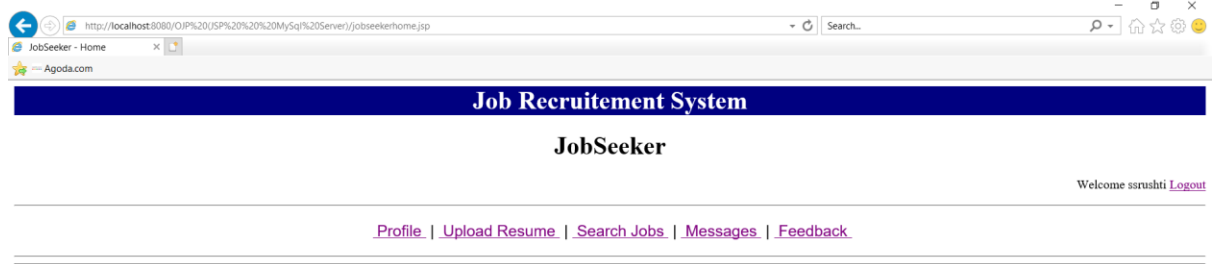 http://localhost:8080/OJP%20(JSP%20%20%20MySql%20Server)/jobseekerhome.jsp Search...
JobSeeker - Home
Agoda.com
Job Recruitement System
JobSeeker
Welcome ssrushti Logout
Profile | Upload Resume | Search Jobs | Messages | Feedback